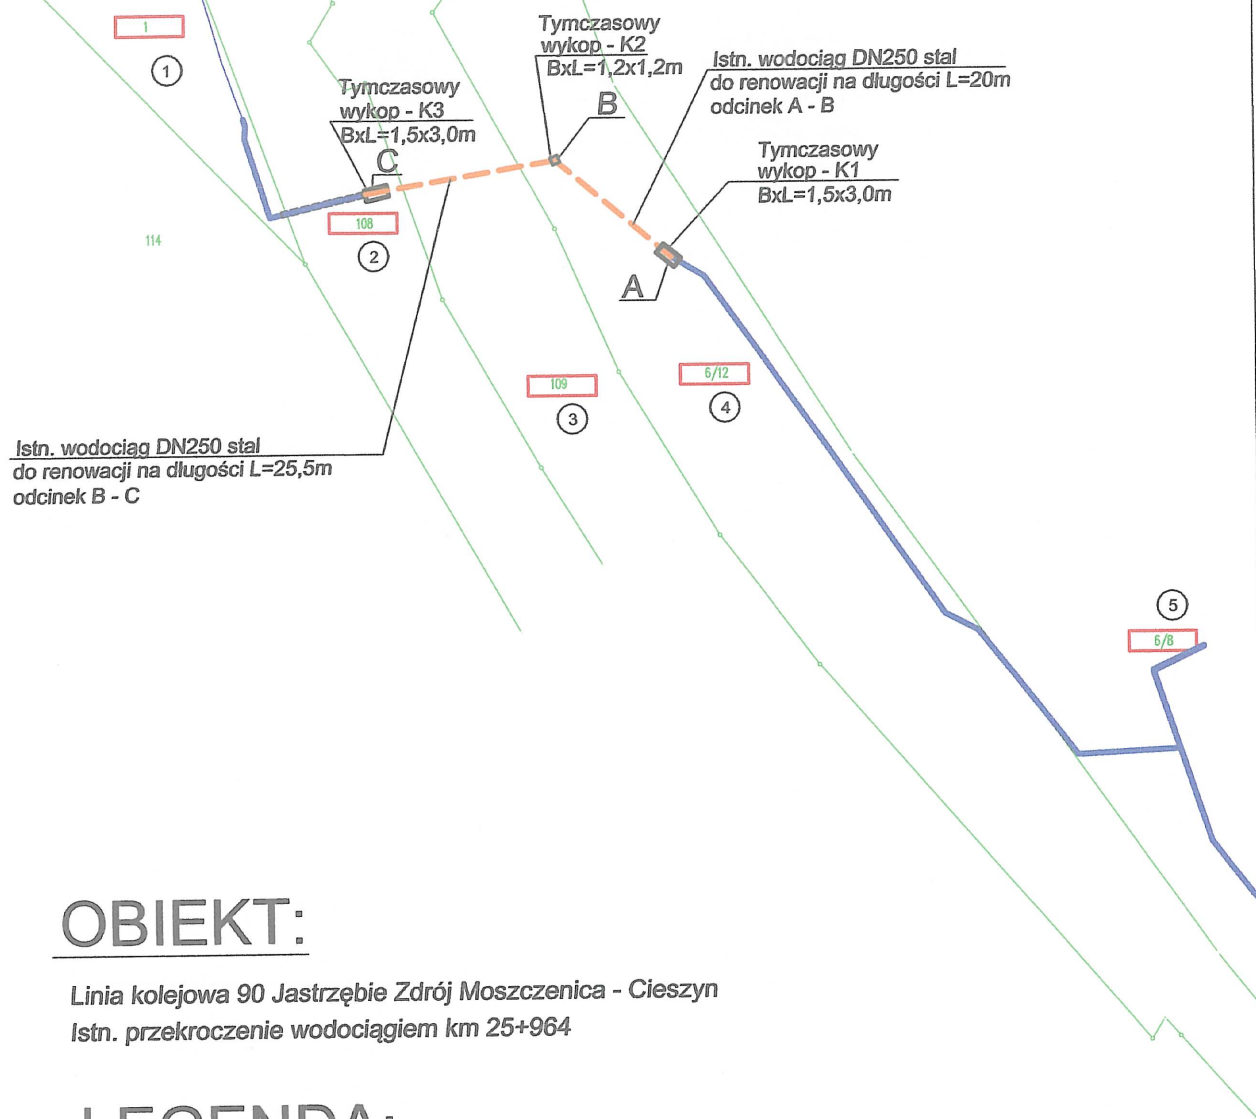 1
1
Tymczasowy
wykop - K3
BxL=1,5x3,0m
C
108
2
114
Tymczasowy
wykop - K2
BxL=1,2x1,2m
B
Istn. wodociąg DN250 stal
do renowacji na długości L=20m
odcinek A - B
Tymczasowy
wykop - K1
BxL=1,5x3,0m
A
109
3
6/12
4
Istn. wodociąg DN250 stal
do renowacji na długości L=25,5m
odcinek B - C
5
6/8
OBIEKT:
Linia kolejowa 90 Jastrzębie Zdrój Moszczenica - Cieszyn
Istn. przekroczenie wodociągiem km 25+964
LEGENDA: